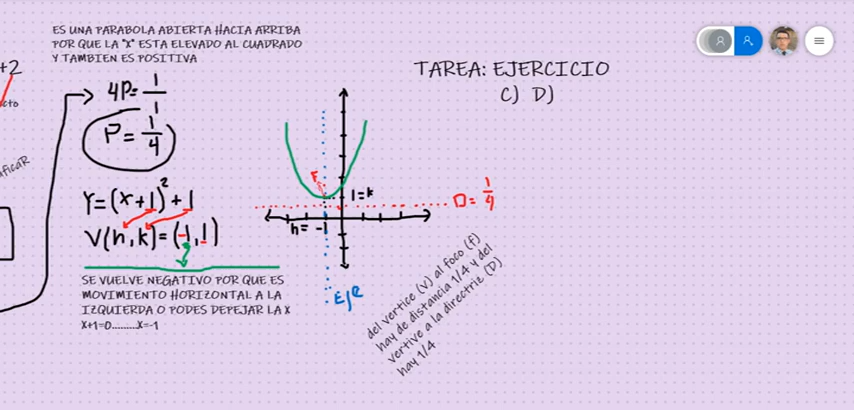 ES UNA PARABOLA ABIERTA HACIA ARRIBA
POR QUE LA "X" ESTA ELEVADO AL CUADRADO
Y TAMBIEN ES POSITIVA
+2
cto
ficaR
4P= 1/1
P= 1/4
Y=(x+1)²+1
V(h,k)=(-1,1)
SE VUELVE NEGATIVO POR QUE ES
MOVIMIENTO HORIZONTAL A LA
IZQUIERDA O PODES DEPEJAR LA X
X+1=0.........X=-1
F
1=k
h= -1
D= 1/4
EJE
del vertice (V) al foco (f)
hay de distancia 1/4 y del
vertive a la directriz (D)
hay 1/4
TAREA: EJERCICIO
C) D)